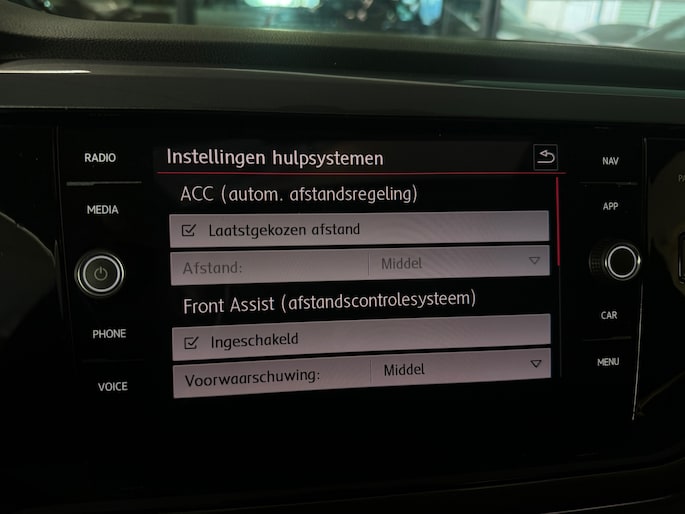 RADIO
MEDIA
PHONE
VOICE
Instellingen hulpsystemen
ACC (autom. afstandsregeling)
Laatstgekozen afstand
Afstand: Middel
Front Assist (afstandscontrolesysteem)
Ingeschakeld
Voorwaarschuwing: Middel
NAV
APP
CAR
MENU